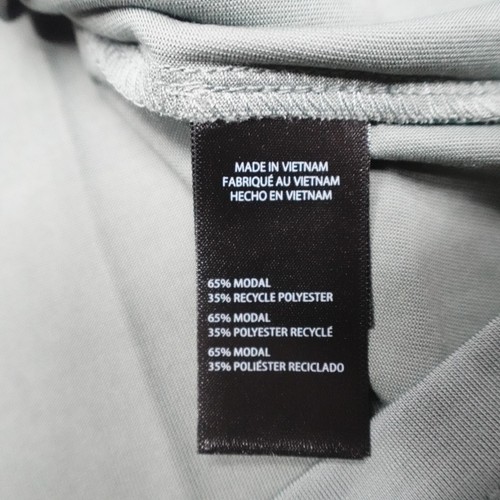 MADE IN VIETNAM
FABRIQUÉ AU VIETNAM
HECHO EN VIETNAM
65% MODAL
35% RECYCLE POLYESTER
65% MODAL
35% POLYESTER RECYCLÉ
65% MODAL
35% POLIÉSTER RECICLADO